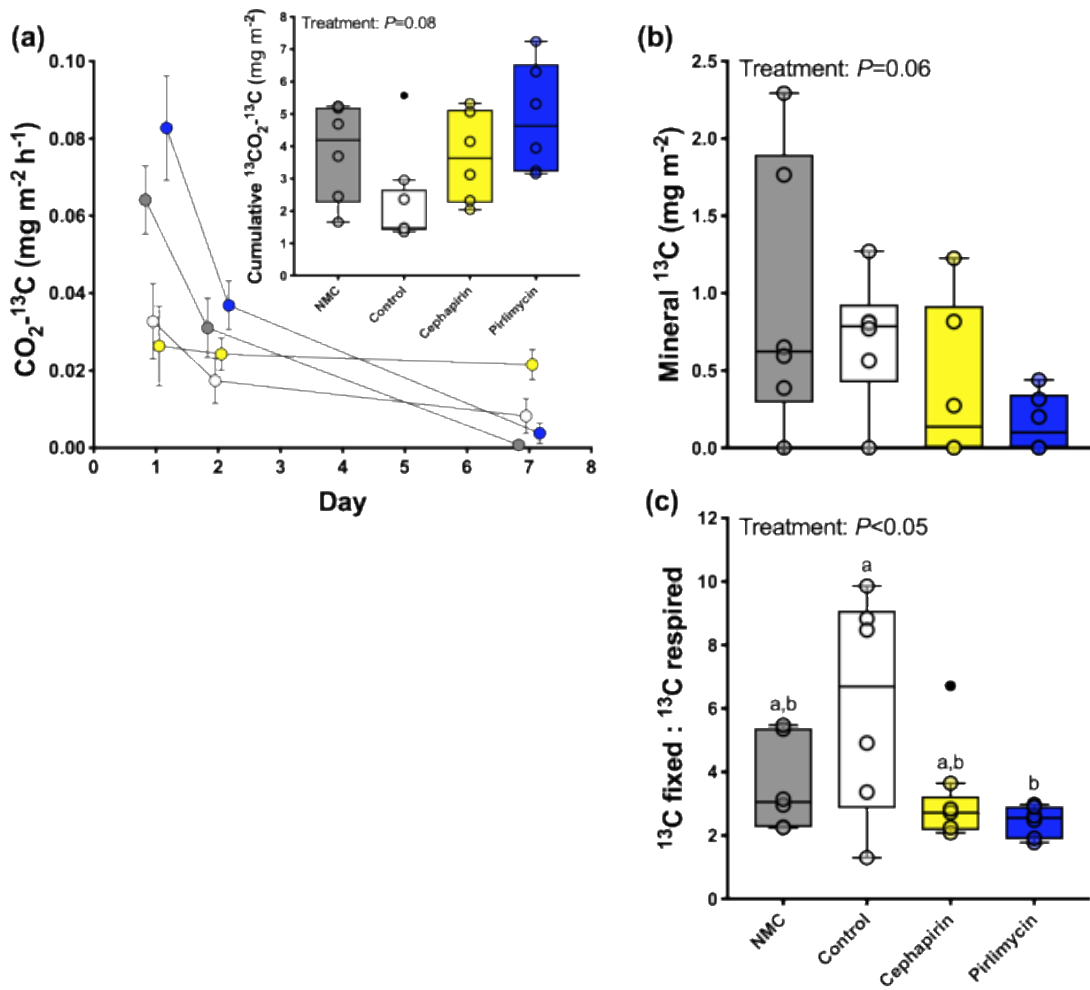 (a)
CO₂-¹³C (mg m⁻² h⁻¹)
0.10
0.08
0.06
0.04
0.02
0.00
0 1 2 3 4 5 6 7 8
Day
Treatment: P=0.08
Cumulative ¹³CO₂-¹³C (mg m⁻²)
8
7
6
5
4
3
2
1
0
NMC Control Cephapirin Pirlimycin
(b)
Treatment: P=0.06
Mineral ¹³C (mg m⁻²)
2.5
2.0
1.5
1.0
0.5
0.0
(c)
Treatment: P<0.05
¹³C fixed : ¹³C respired
12
10
8
6
4
2
0
a,b
a
a,b
b
NMC Control Cephapirin Pirlimycin